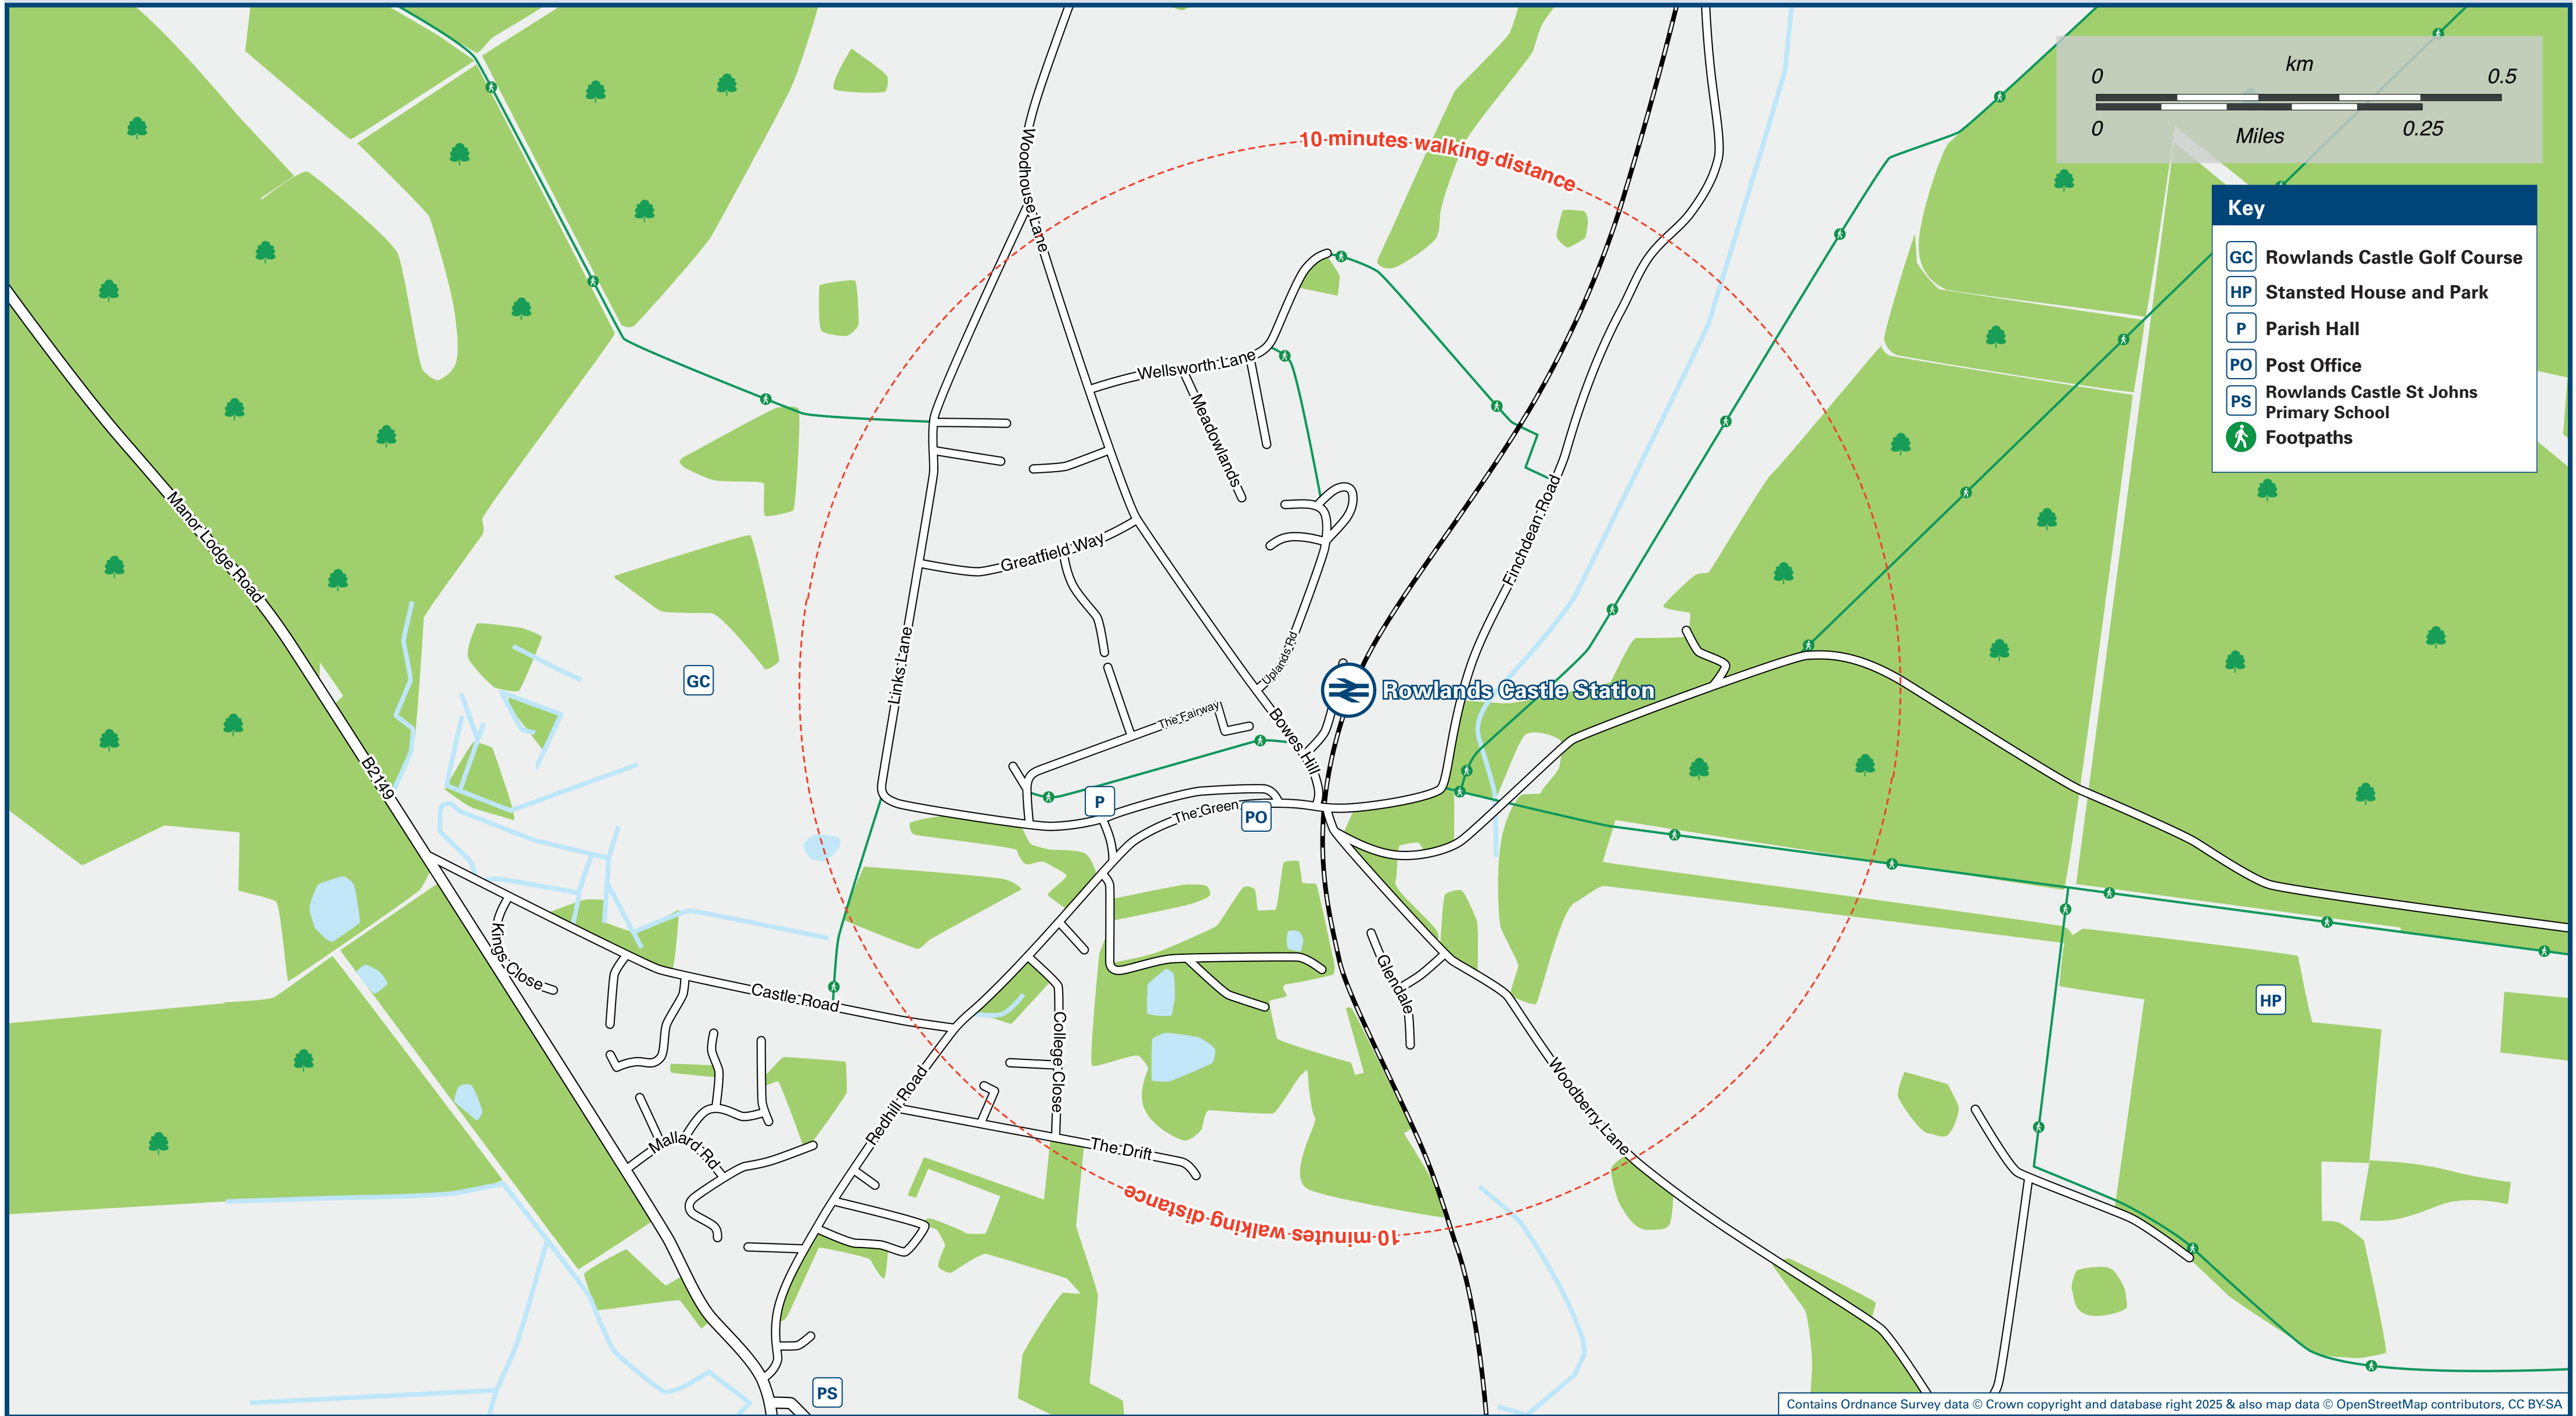 km
0 0.5
0 Miles 0.25
Key
GC Rowlands Castle Golf Course
HP Stansted House and Park
P Parish Hall
PO Post Office
PS Rowlands Castle St Johns
Primary School
Footpaths
10 minutes walking distance
Woodhouse Lane
Wellsworth Lane
Meadowlands
Manor Lodge Road
Greatfield Way
Finchdean Road
Links Lane
Uplands Rd
GC
Rowlands Castle Station
The Fairway
Bowes Hill
B2149
P
The Green
PO
Kings Close
Castle Road
Glendale
HP
College Close
Redhill Road
Woodberry Lane
Mallard Rd
The Drift
10 minutes walking distance
PS
Contains Ordnance Survey data © Crown copyright and database right 2025 & also map data © OpenStreetMap contributors, CC BY-SA